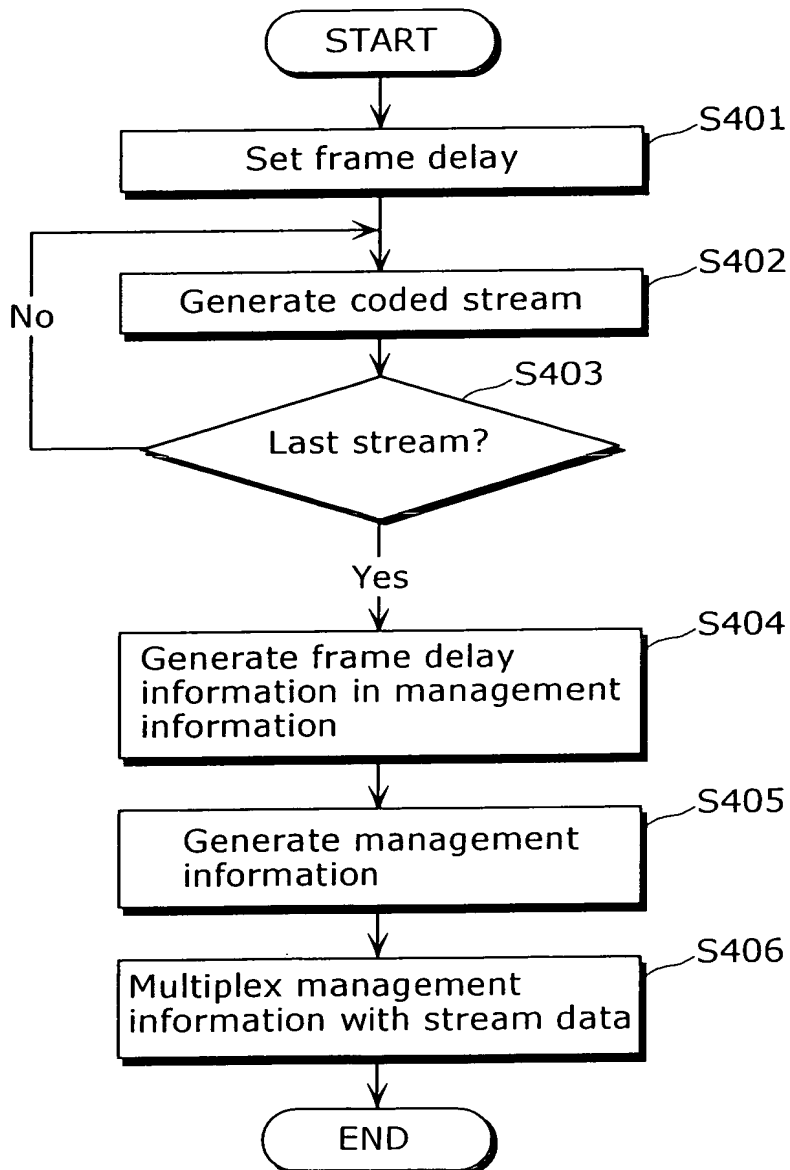 START
S401
Set frame delay
S402
Generate coded stream
No
S403
Last stream?
Yes
S404
Generate frame delay
information in management
information
S405
Generate management
information
S406
Multiplex management
information with stream data
END